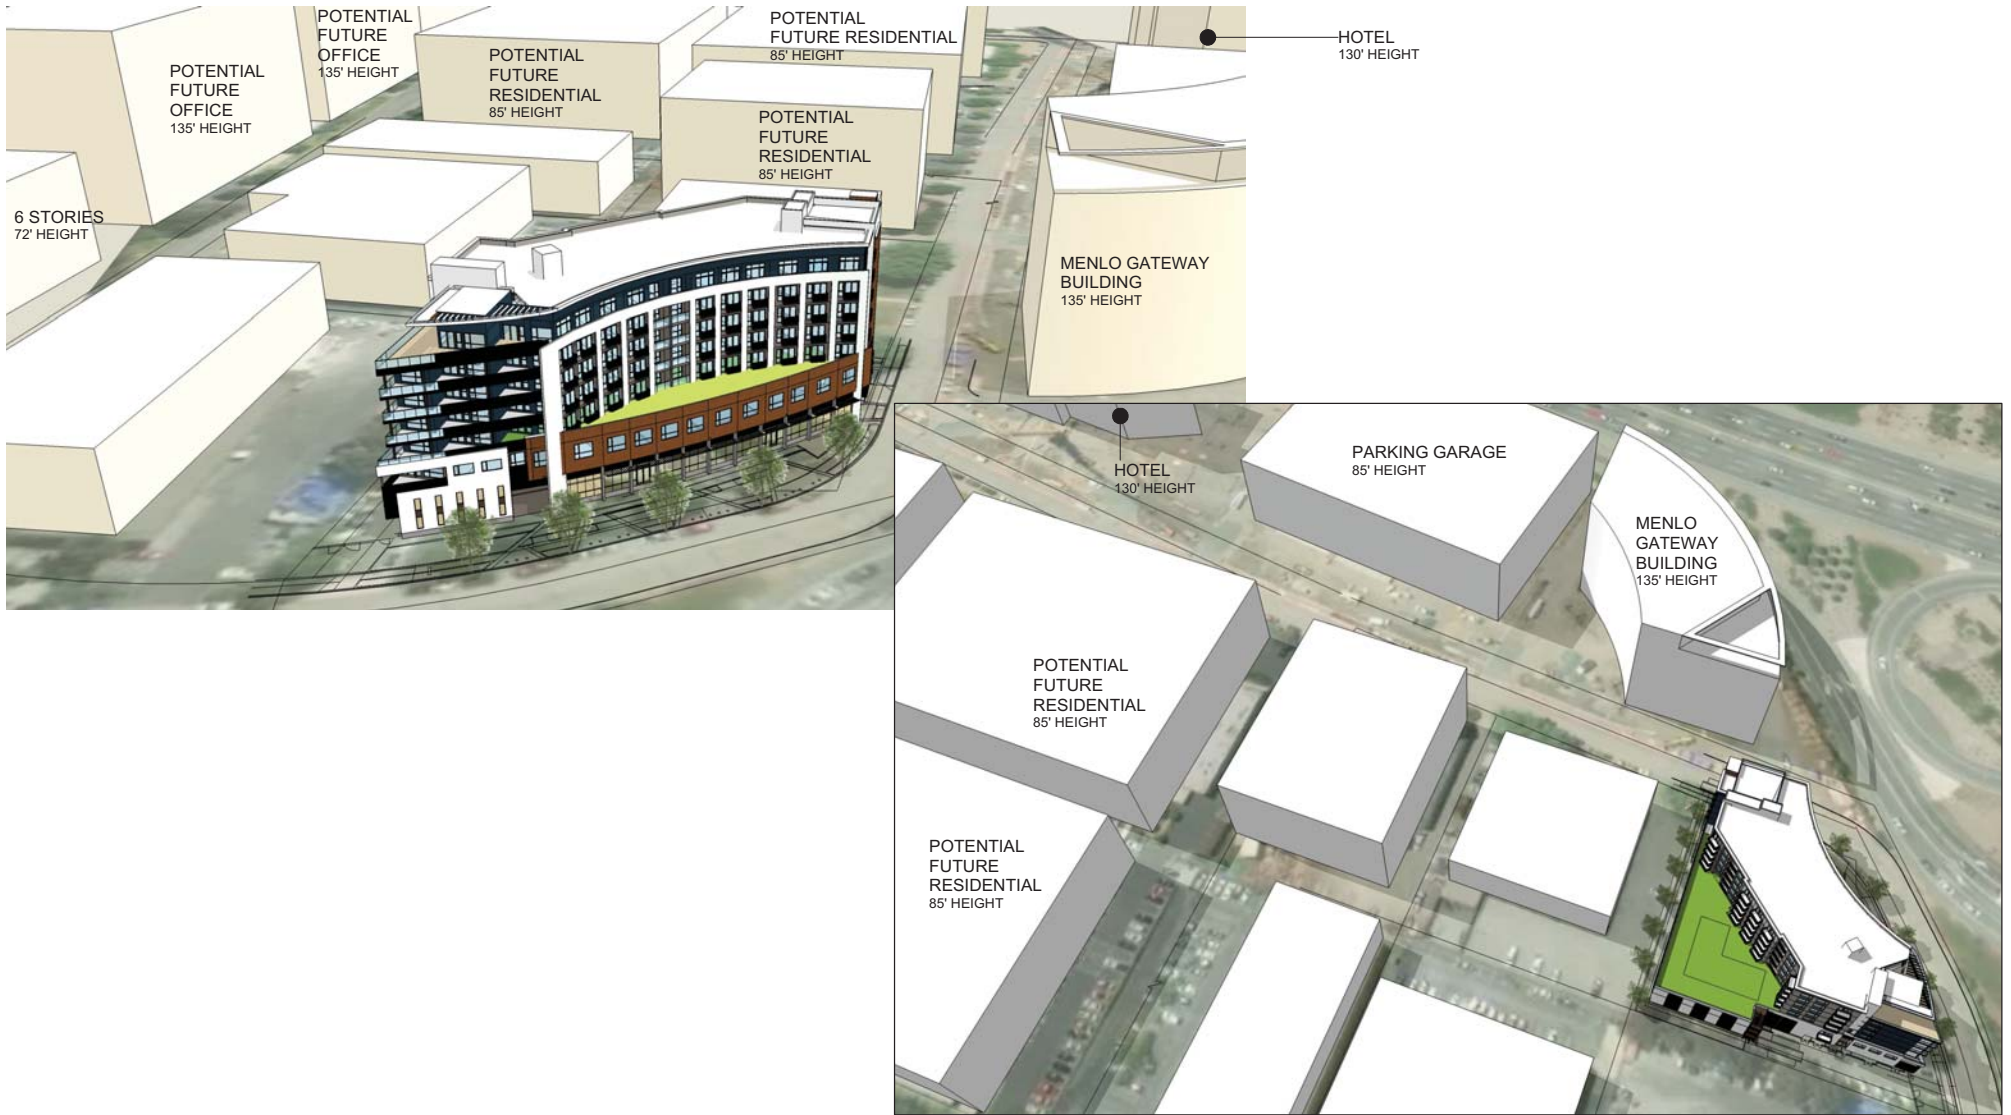 POTENTIAL
FUTURE
OFFICE
135' HEIGHT
POTENTIAL
FUTURE RESIDENTIAL
85' HEIGHT
HOTEL
130' HEIGHT
POTENTIAL
FUTURE
OFFICE
135' HEIGHT
POTENTIAL
FUTURE
RESIDENTIAL
85' HEIGHT
POTENTIAL
FUTURE
RESIDENTIAL
85' HEIGHT
6 STORIES
72' HEIGHT
MENLO GATEWAY
BUILDING
135' HEIGHT
HOTEL
130' HEIGHT
PARKING GARAGE
85' HEIGHT
MENLO
GATEWAY
BUILDING
135' HEIGHT
POTENTIAL
FUTURE
RESIDENTIAL
85' HEIGHT
POTENTIAL
FUTURE
RESIDENTIAL
85' HEIGHT